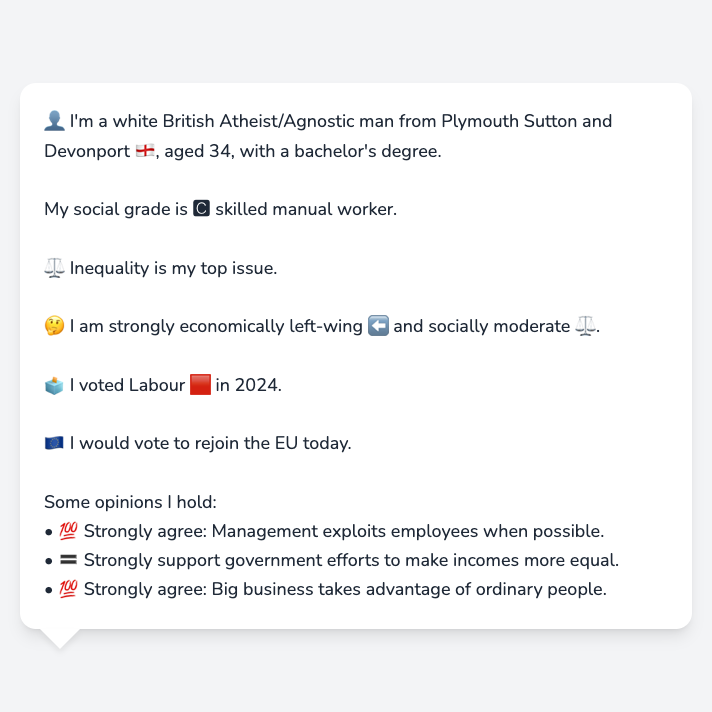 👤 I'm a white British Atheist/Agnostic man from Plymouth Sutton and
Devonport 🏴󠁧󠁢󠁥󠁮󠁧󠁿, aged 34, with a bachelor's degree.
My social grade is 🅲 skilled manual worker.
⚖️ Inequality is my top issue.
🤔 I am strongly economically left-wing ⬅️ and socially moderate ⚖️.
🗳️ I voted Labour 🟥 in 2024.
🇪🇺 I would vote to rejoin the EU today.
Some opinions I hold:
• 💯 Strongly agree: Management exploits employees when possible.
• 🟰 Strongly support government efforts to make incomes more equal.
• 💯 Strongly agree: Big business takes advantage of ordinary people.